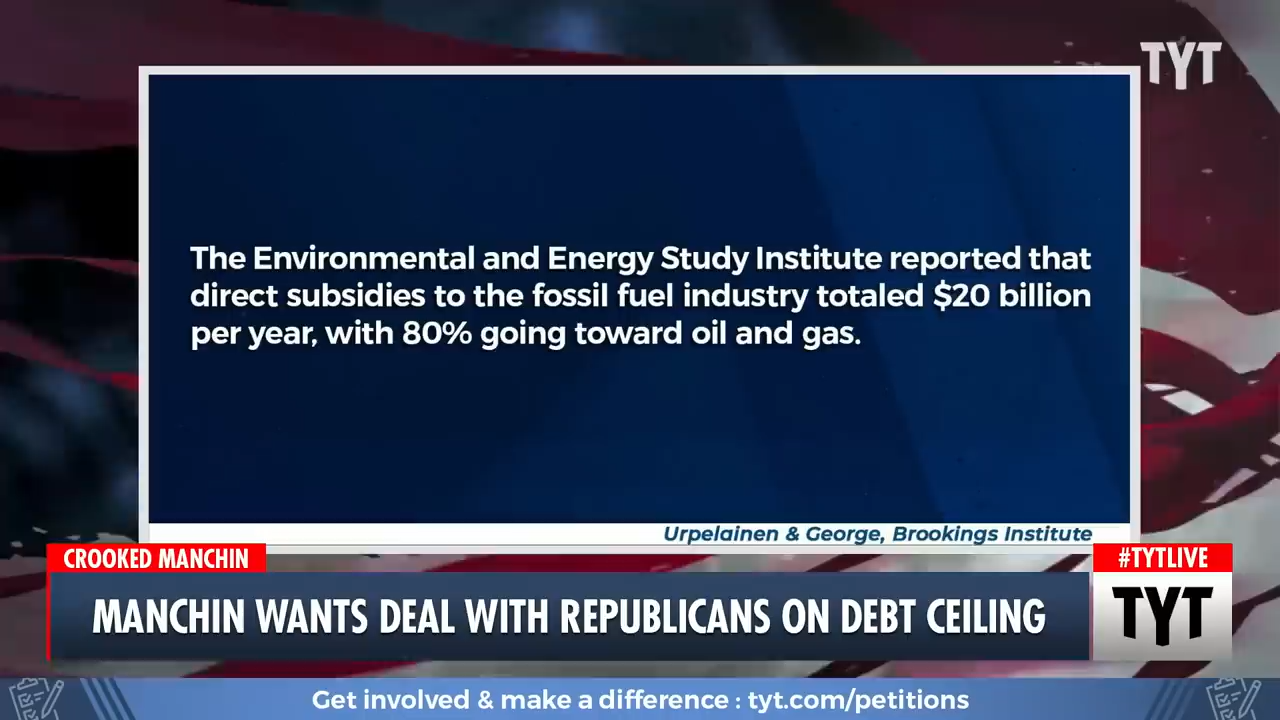 TYT
The Environmental and Energy Study Institute reported that
direct subsidies to the fossil fuel industry totaled $20 billion
per year, with 80% going toward oil and gas.
Urpelainen & George, Brookings Institute
CROOKED MANCHIN
#TYTLIVE
MANCHIN WANTS DEAL WITH REPUBLICANS ON DEBT CEILING
TYT
Get involved & make a difference : tyt.com/petitions